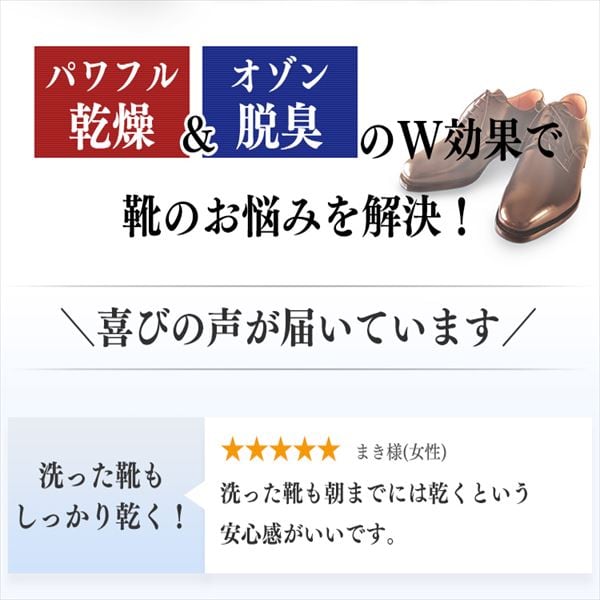 パワフル
乾燥
&
オゾン
脱臭
のW効果で
靴のお悩みを解決！
＼喜びの声が届いています／
洗った靴も
しっかり乾く！
★★★★★ まき様(女性)
洗った靴も朝までには乾くという
安心感がいいです。